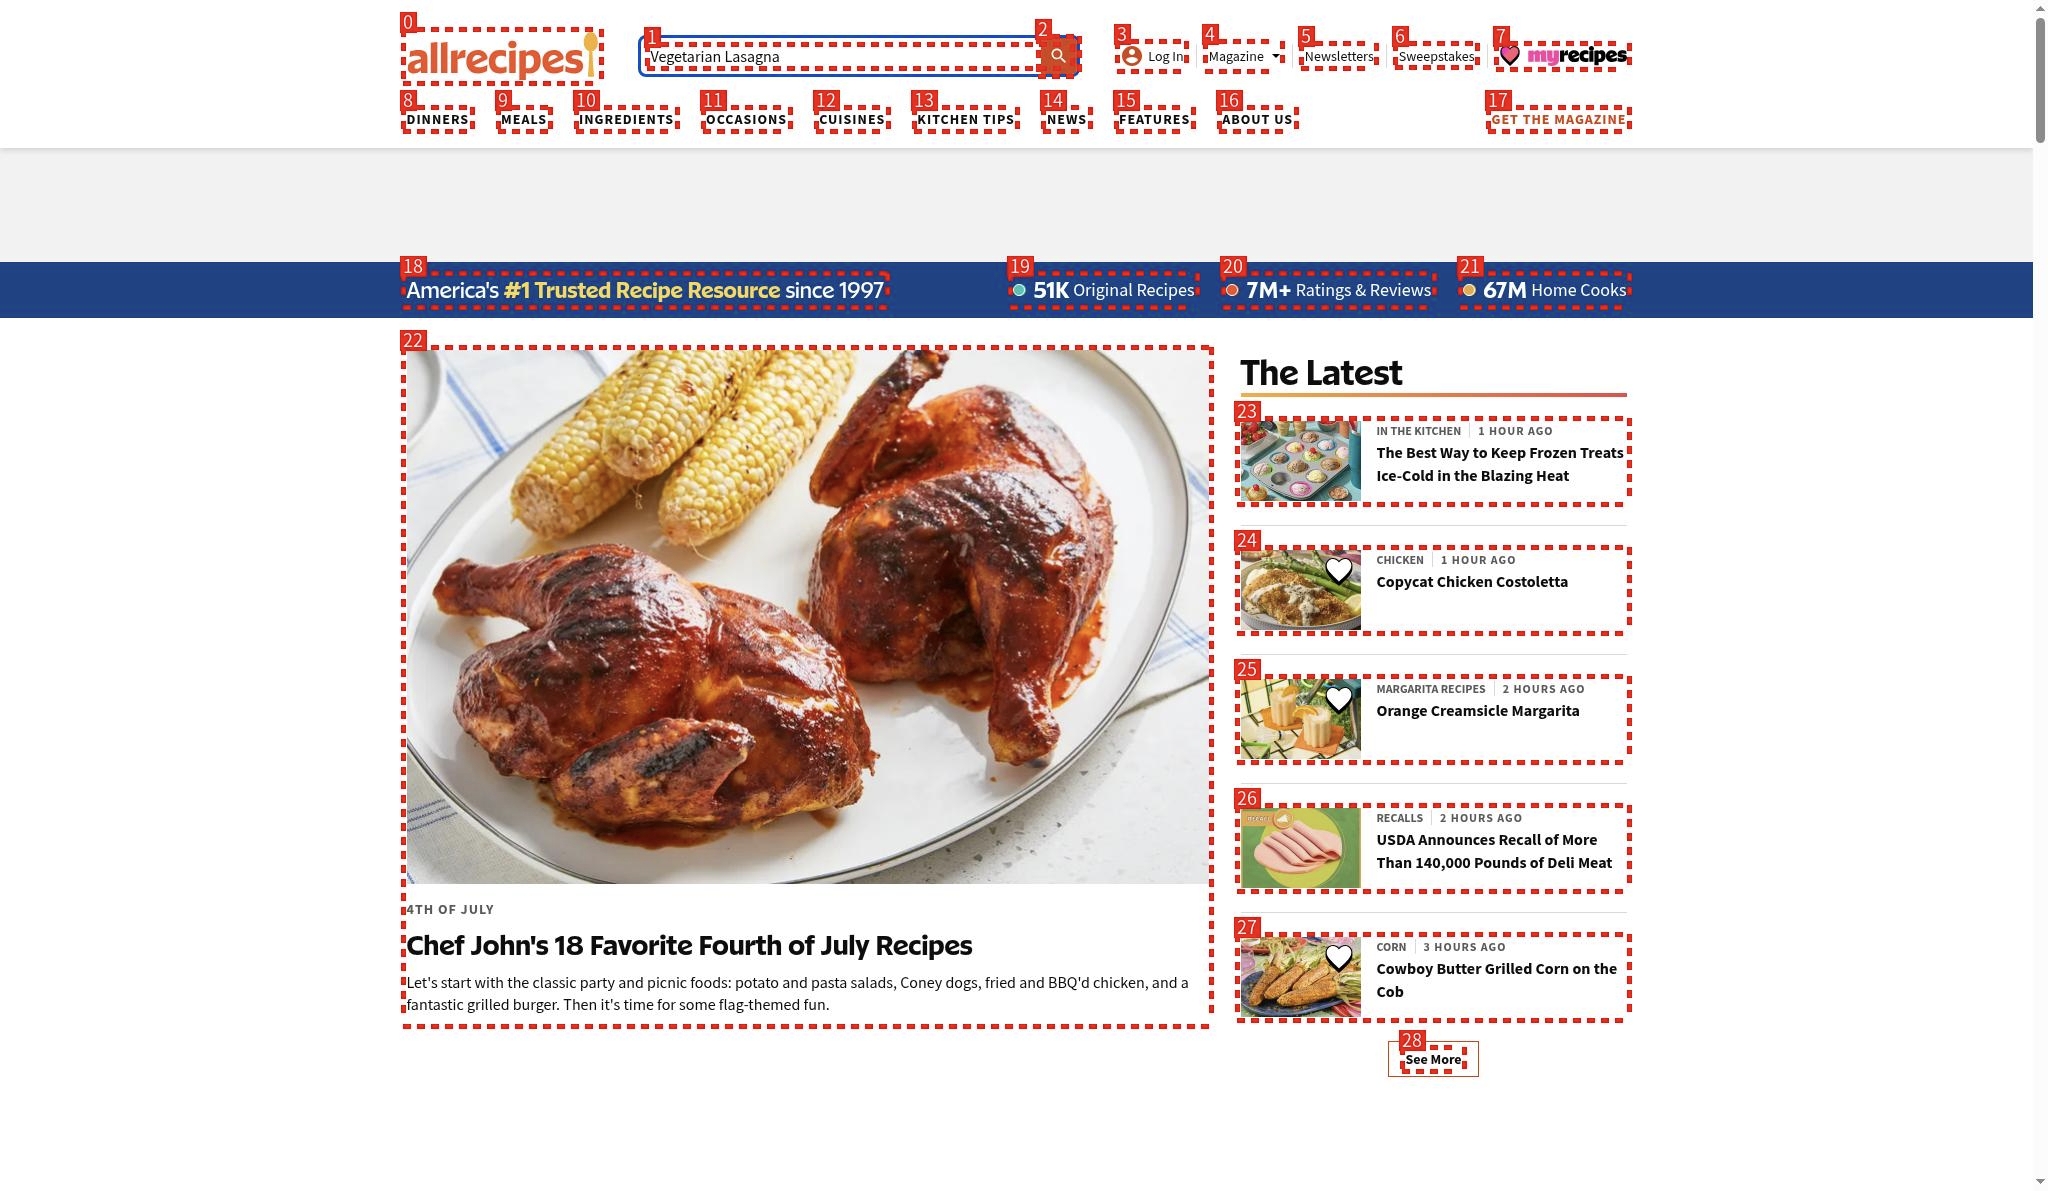 0
allrecipes
1
Vegetarian Lasagna
2
3
Log In
4
Magazine
5
Newsletters
6
Sweepstakes
7
myrecipes
8
DINNERS
9
MEALS
10
INGREDIENTS
11
OCCASIONS
12
CUISINES
13
KITCHEN TIPS
14
NEWS
15
FEATURES
16
ABOUT US
17
GET THE MAGAZINE
18
America's #1 Trusted Recipe Resource since 1997
19
51K Original Recipes
20
7M+ Ratings & Reviews
21
67M Home Cooks
22
4TH OF JULY
Chef John's 18 Favorite Fourth of July Recipes
Let's start with the classic party and picnic foods: potato and pasta salads, Coney dogs, fried and BBQ'd chicken, and a
fantastic grilled burger. Then it's time for some flag-themed fun.
The Latest
23
IN THE KITCHEN 1 HOUR AGO
The Best Way to Keep Frozen Treats
Ice-Cold in the Blazing Heat
24
CHICKEN 1 HOUR AGO
Copycat Chicken Costoletta
25
MARGARITA RECIPES 2 HOURS AGO
Orange Creamsicle Margarita
26
RECALLS 2 HOURS AGO
USDA Announces Recall of More
Than 140,000 Pounds of Deli Meat
27
CORN 3 HOURS AGO
Cowboy Butter Grilled Corn on the
Cob
28
See More